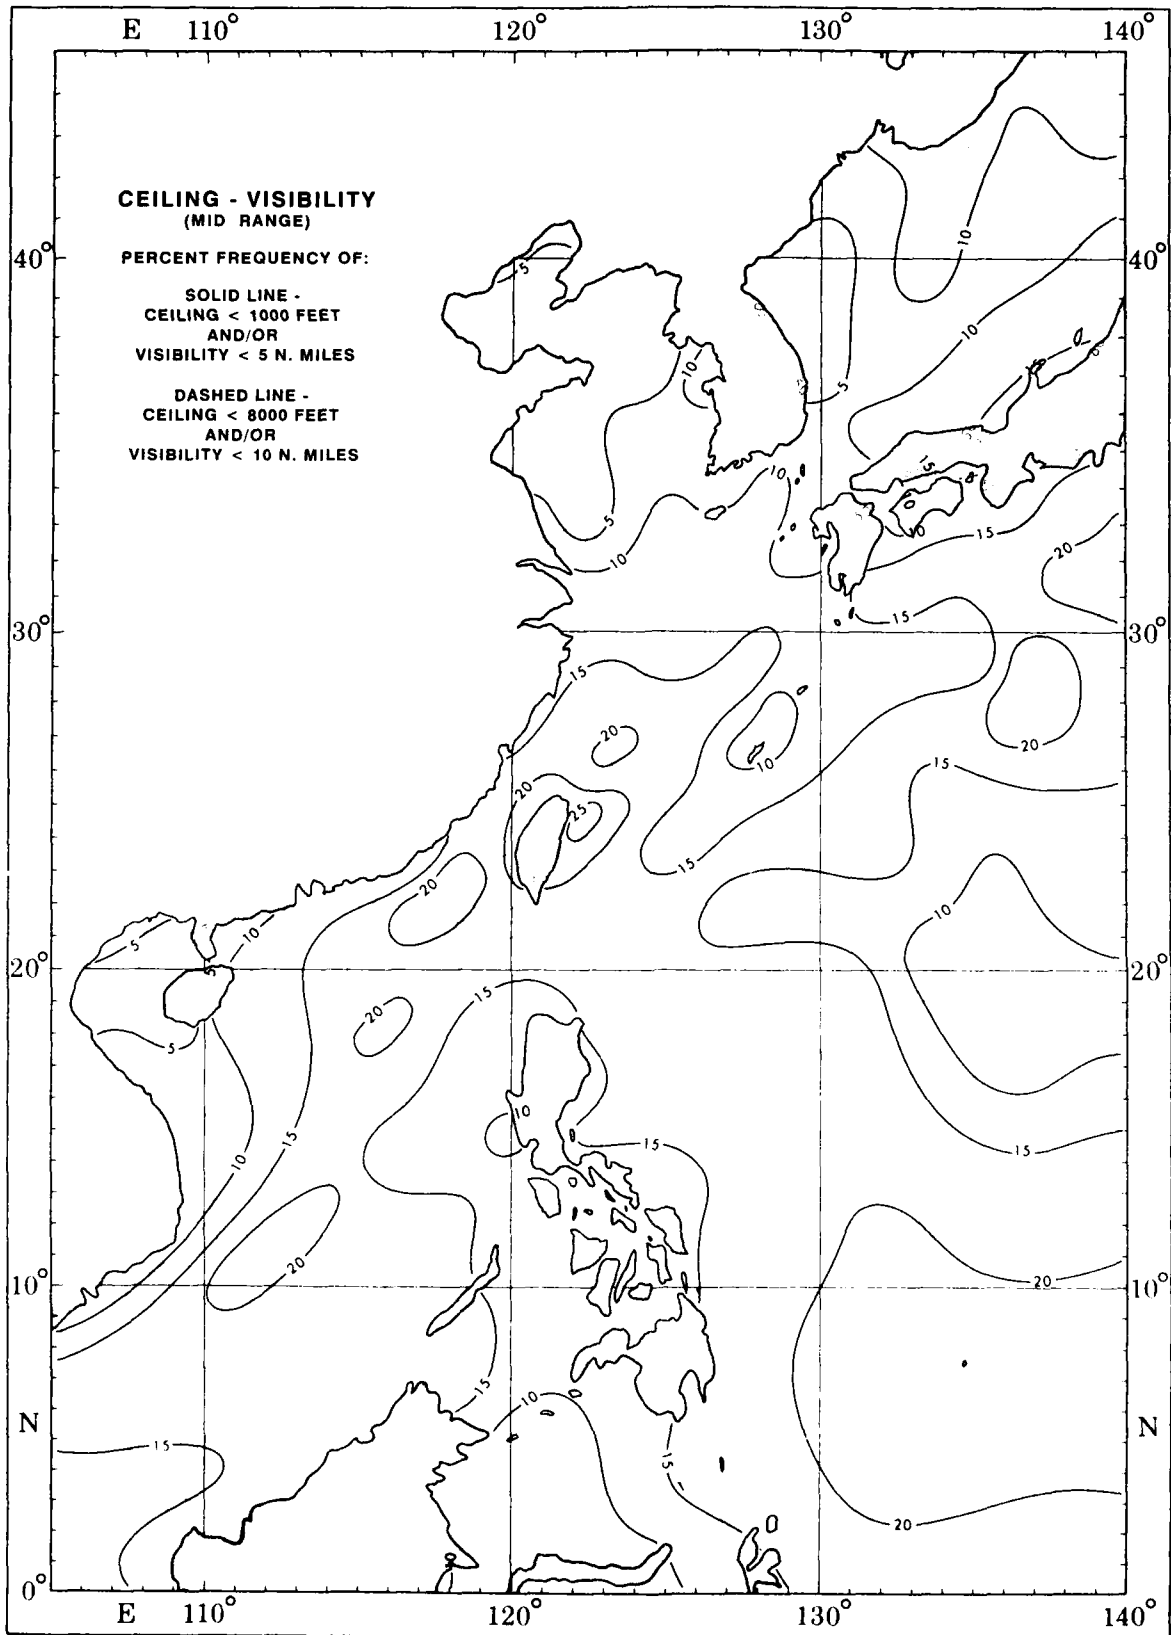 E 110° 120° 130° 140°
CEILING - VISIBILITY
(MID RANGE)
PERCENT FREQUENCY OF:
SOLID LINE -
CEILING < 1000 FEET
AND/OR
VISIBILITY < 5 N. MILES
DASHED LINE -
CEILING < 8000 FEET
AND/OR
VISIBILITY < 10 N. MILES
10
40° 5 40°
10
10
5
15
10
5
10
10 15
20
30° 15 30°
15
20
20
10
20 15
25
15
20
10
5 10
20° 20°
15
20
5
10
15
15
10
15
20
10° 20 10°
15
10
N N
15
15
20
0° 0°
E 110° 120° 130° 140°